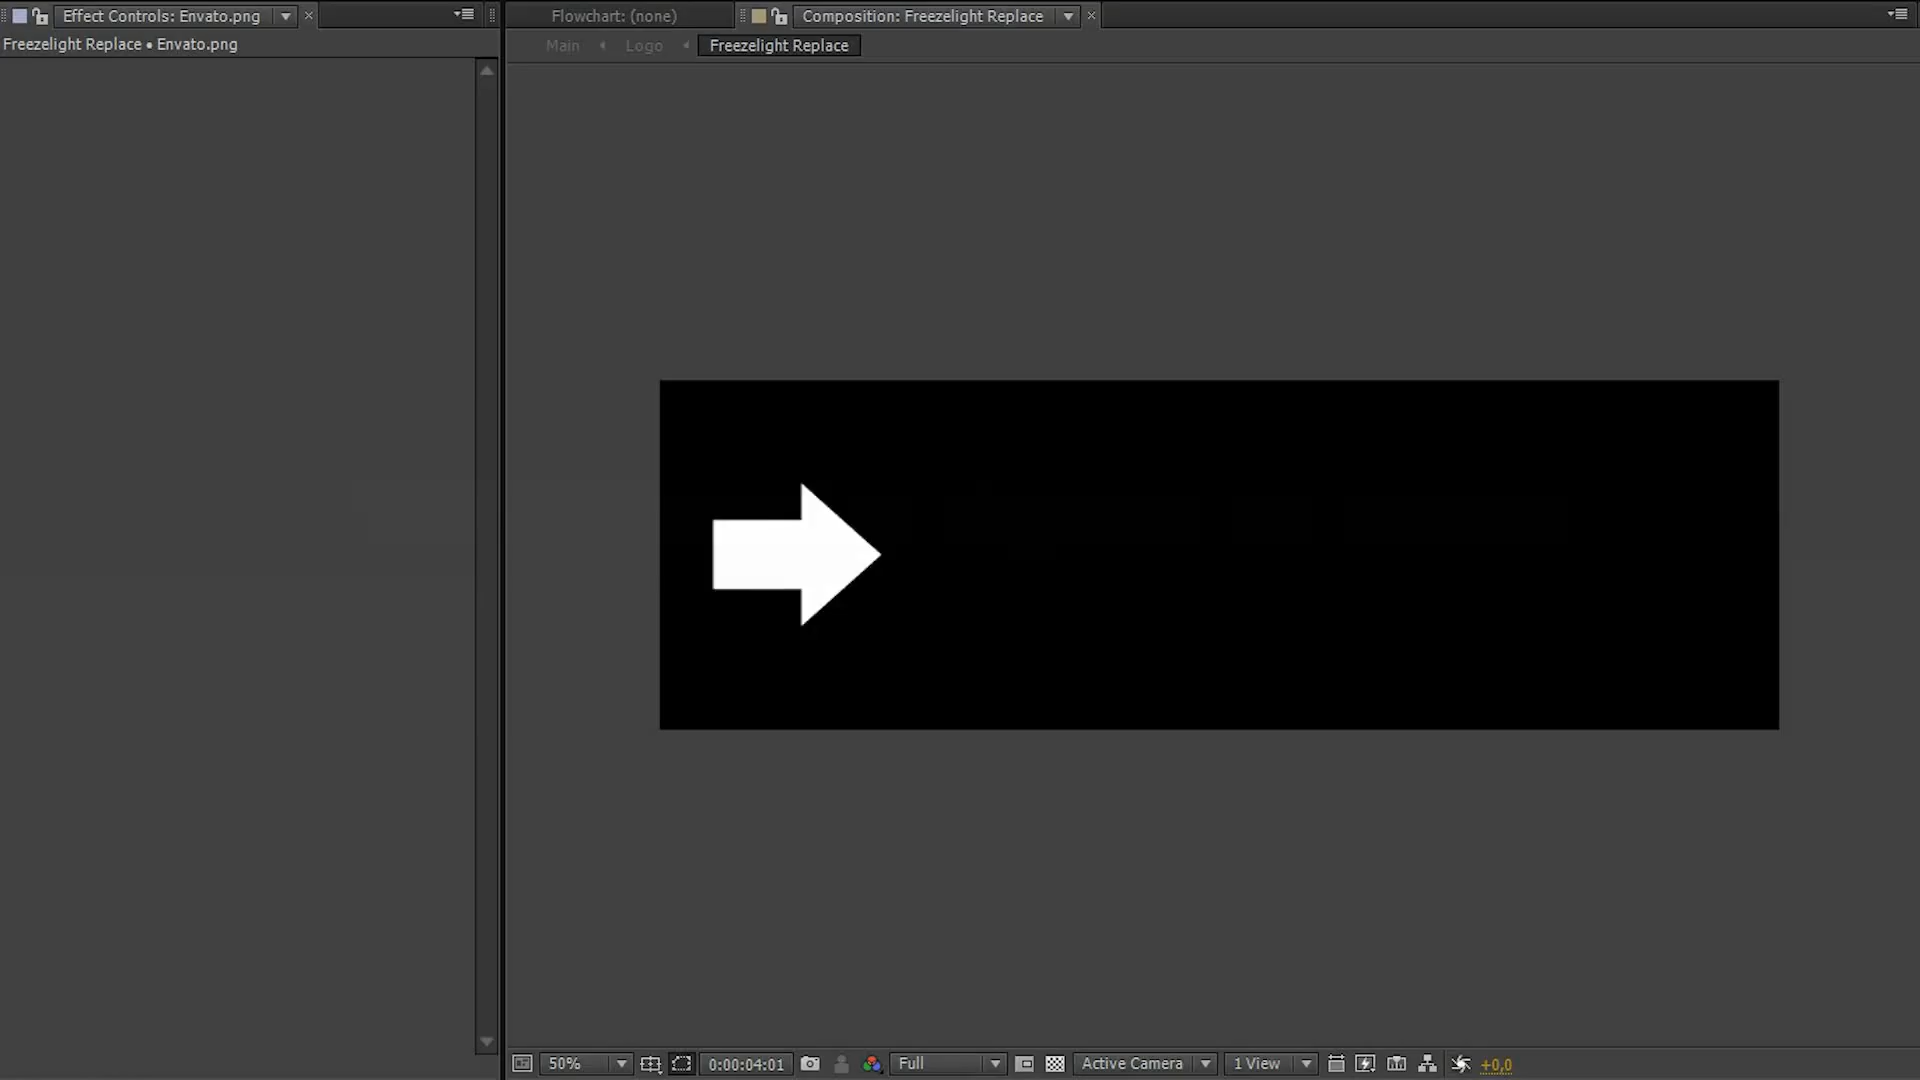 Effect Controls: Envato.png
Flowchart: (none)
Composition: Freezelight Replace
Freezelight Replace • Envato.png
Main
Logo
Freezelight Replace
50%
0:00:04:01
Full
Active Camera
1 View
+0,0